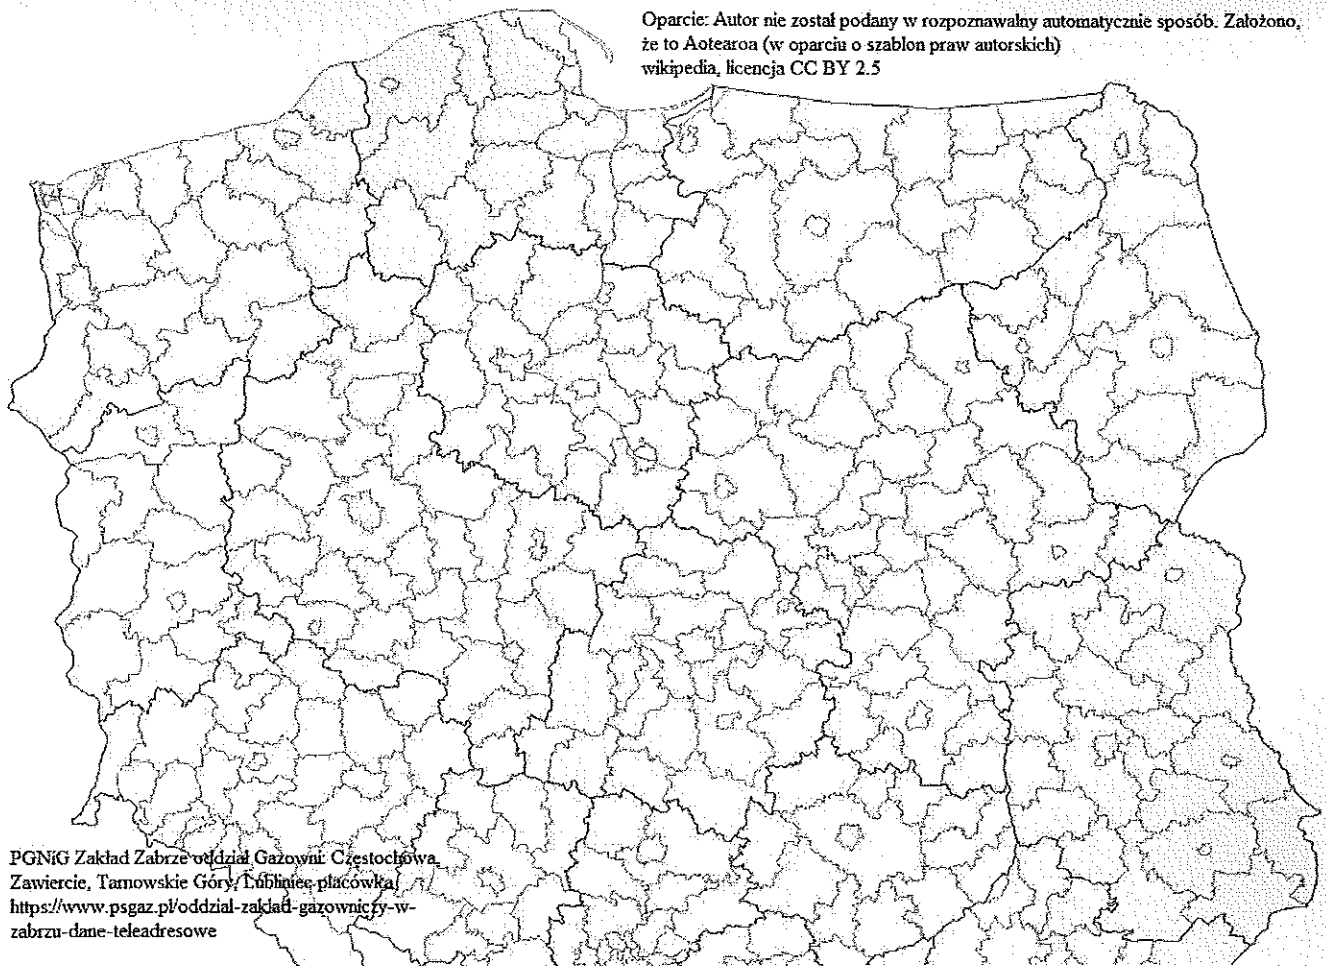 Oparcie: Autor nie został podany w rozpoznawalny automatycznie sposób. Założono,
że to Aotearoa (w oparciu o szablon praw autorskich)
wikipedia, licencja CC BY 2.5
PGNiG Zakład Zabrze oddział Gazowni: Częstochowa,
Zawiercie, Tarnowskie Góry, Lubliniec placówka
https://www.psgaz.pl/oddzial-zaklad-gazowniczy-w-
zabrzu-dane-teleadresowe